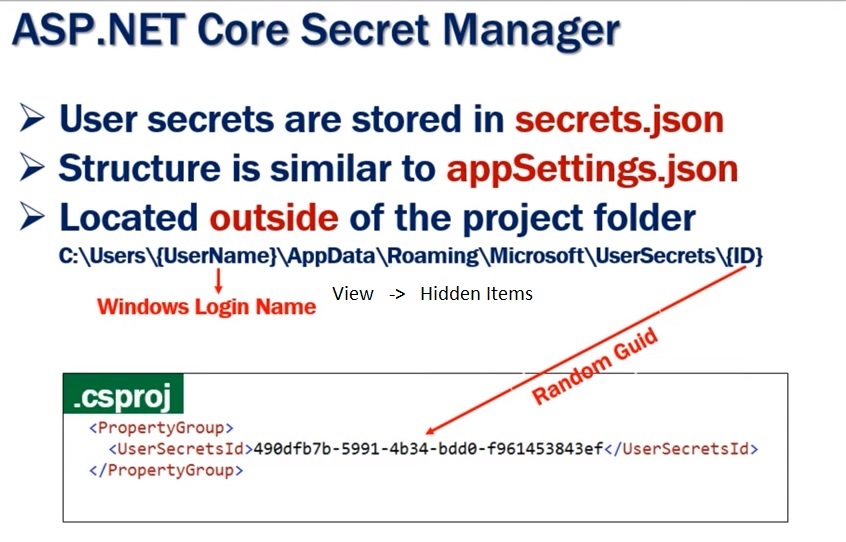 ASP.NET Core Secret Manager
➢ User secrets are stored in secrets.json
➢ Structure is similar to appSettings.json
➢ Located outside of the project folder
C:\Users\{UserName}\AppData\Roaming\Microsoft\UserSecrets\{ID}
Windows Login Name
View -> Hidden Items
Random Guid
.csproj
<PropertyGroup>
<UserSecretsId>490dfb7b-5991-4b34-bdd0-f961453843ef</UserSecretsId>
</PropertyGroup>